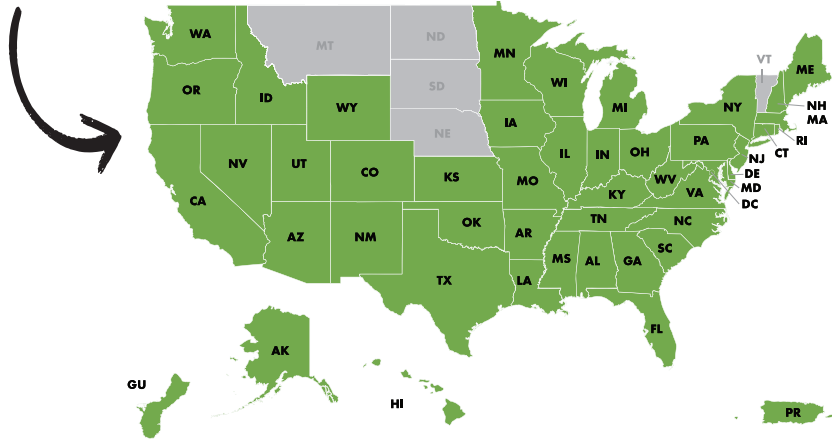 WA
MT
ND
MN
VT
ME
OR
ID
SD
WI
WY
MI
NY
NH
MA
NE
IA
PA
RI
NV
UT
CO
IL
IN
OH
NJ
CT
KS
MO
WV
DE
CA
KY
VA
MD
DC
OK
TN
NC
AZ
NM
AR
SC
MS
AL
GA
TX
LA
FL
AK
GU
HI
PR